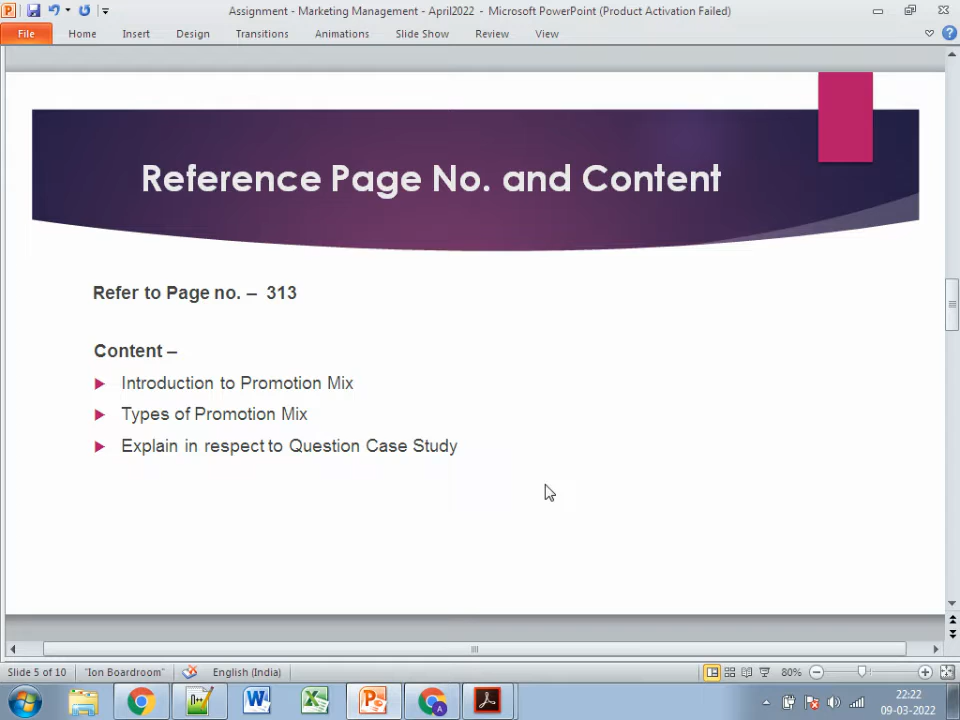 Assignment - Marketing Management - April2022 - Microsoft PowerPoint (Product Activation Failed)
File Home Insert Design Transitions Animations Slide Show Review View
Reference Page No. and Content
Refer to Page no. – 313
Content –
Introduction to Promotion Mix
Types of Promotion Mix
Explain in respect to Question Case Study
Slide 5 of 10 "Ion Boardroom" English (India) 80%
22:22
09-03-2022